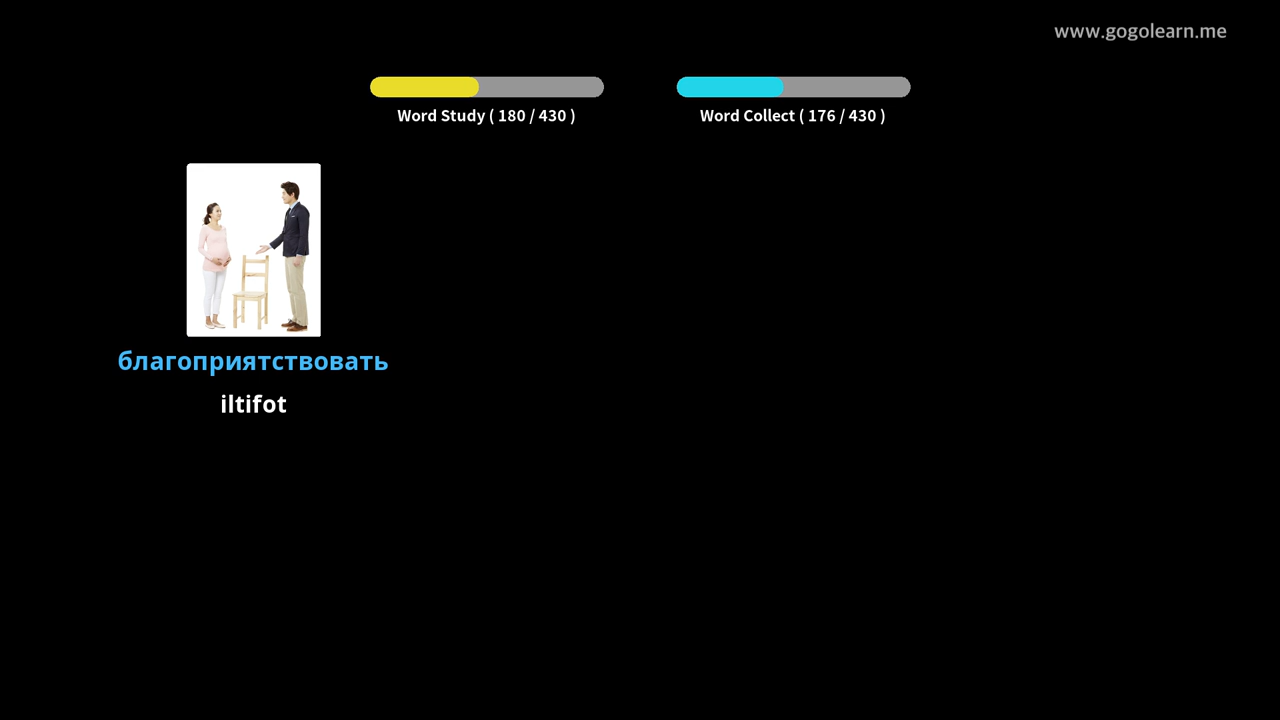 www.gogolearn.me
Word Study ( 180 / 430 )
Word Collect ( 176 / 430 )
благоприятствовать
iltifot